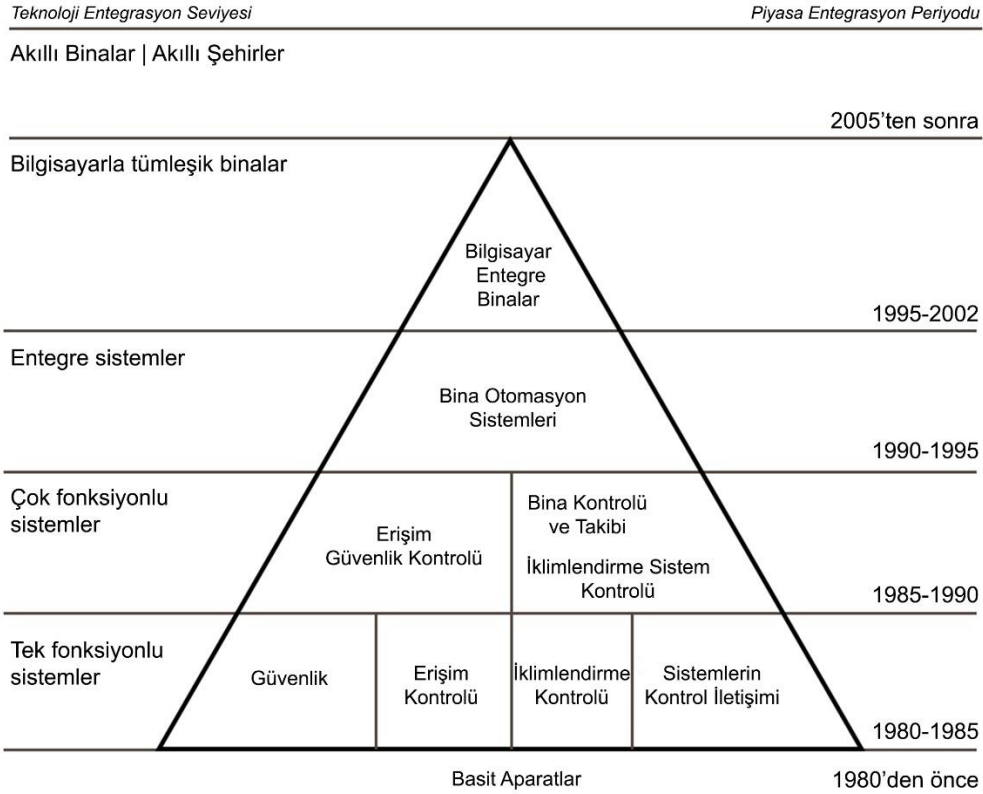 Teknoloji Entegrasyon Seviyesi
Piyasa Entegrasyon Periyodu
Akıllı Binalar | Akıllı Şehirler
2005'ten sonra
Bilgisayarla tümleşik binalar
Bilgisayar
Entegre
Binalar
1995-2002
Entegre sistemler
Bina Otomasyon
Sistemleri
1990-1995
Çok fonksiyonlu
sistemler
Erişim
Güvenlik Kontrolü
Bina Kontrolü
ve Takibi
İklimlendirme Sistem
Kontrolü
1985-1990
Tek fonksiyonlu
sistemler
Güvenlik
Erişim
Kontrolü
İklimlendirme
Kontrolü
Sistemlerin
Kontrol İletişimi
1980-1985
Basit Aparatlar
1980'den önce